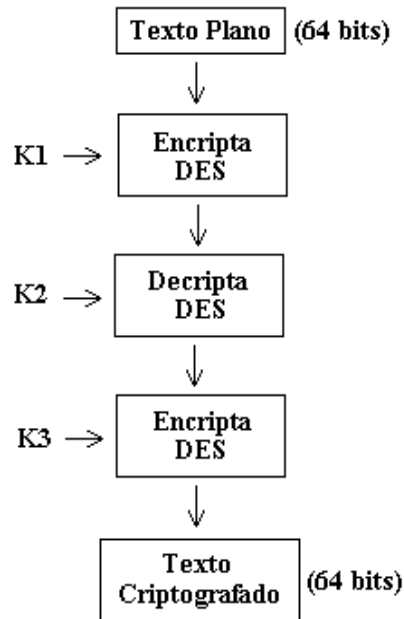 Texto Plano (64 bits)
K1
Encripta
DES
K2
Decripta
DES
K3
Encripta
DES
Texto
Criptografado
(64 bits)